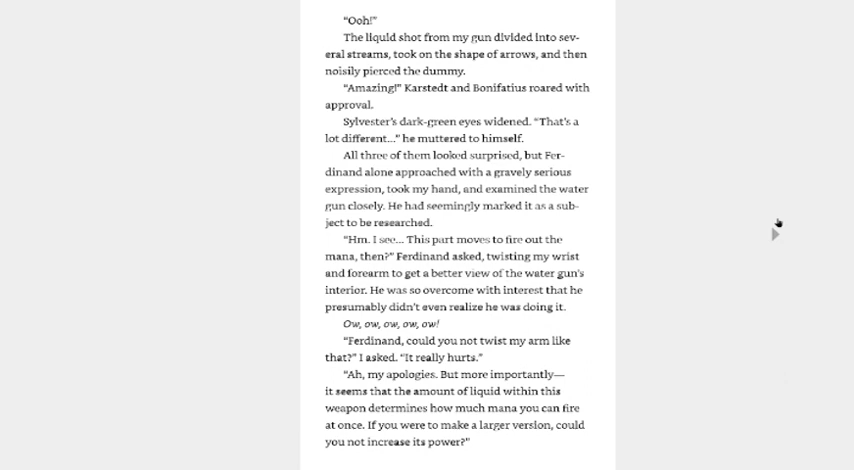 “Ooh!”
The liquid shot from my gun divided into sev-
eral streams, took on the shape of arrows, and then
noisily pierced the dummy.
“Amazing!” Karstedt and Bonifatius roared with
approval.
Sylvester’s dark-green eyes widened. “That’s a
lot different...” he muttered to himself.
All three of them looked surprised, but Fer-
dinand alone approached with a gravely serious
expression, took my hand, and examined the water
gun closely. He had seemingly marked it as a sub-
ject to be researched.
“Hm. I see... This part moves to fire out the
mana, then?” Ferdinand asked, twisting my wrist
and forearm to get a better view of the water gun’s
interior. He was so overcome with interest that he
presumably didn’t even realize he was doing it.
Ow, ow, ow, ow, ow!
“Ferdinand, could you not twist my arm like
that?” I asked. “It really hurts.”
“Ah, my apologies. But more importantly—
it seems that the amount of liquid within this
weapon determines how much mana you can fire
at once. If you were to make a larger version, could
you not increase its power?”